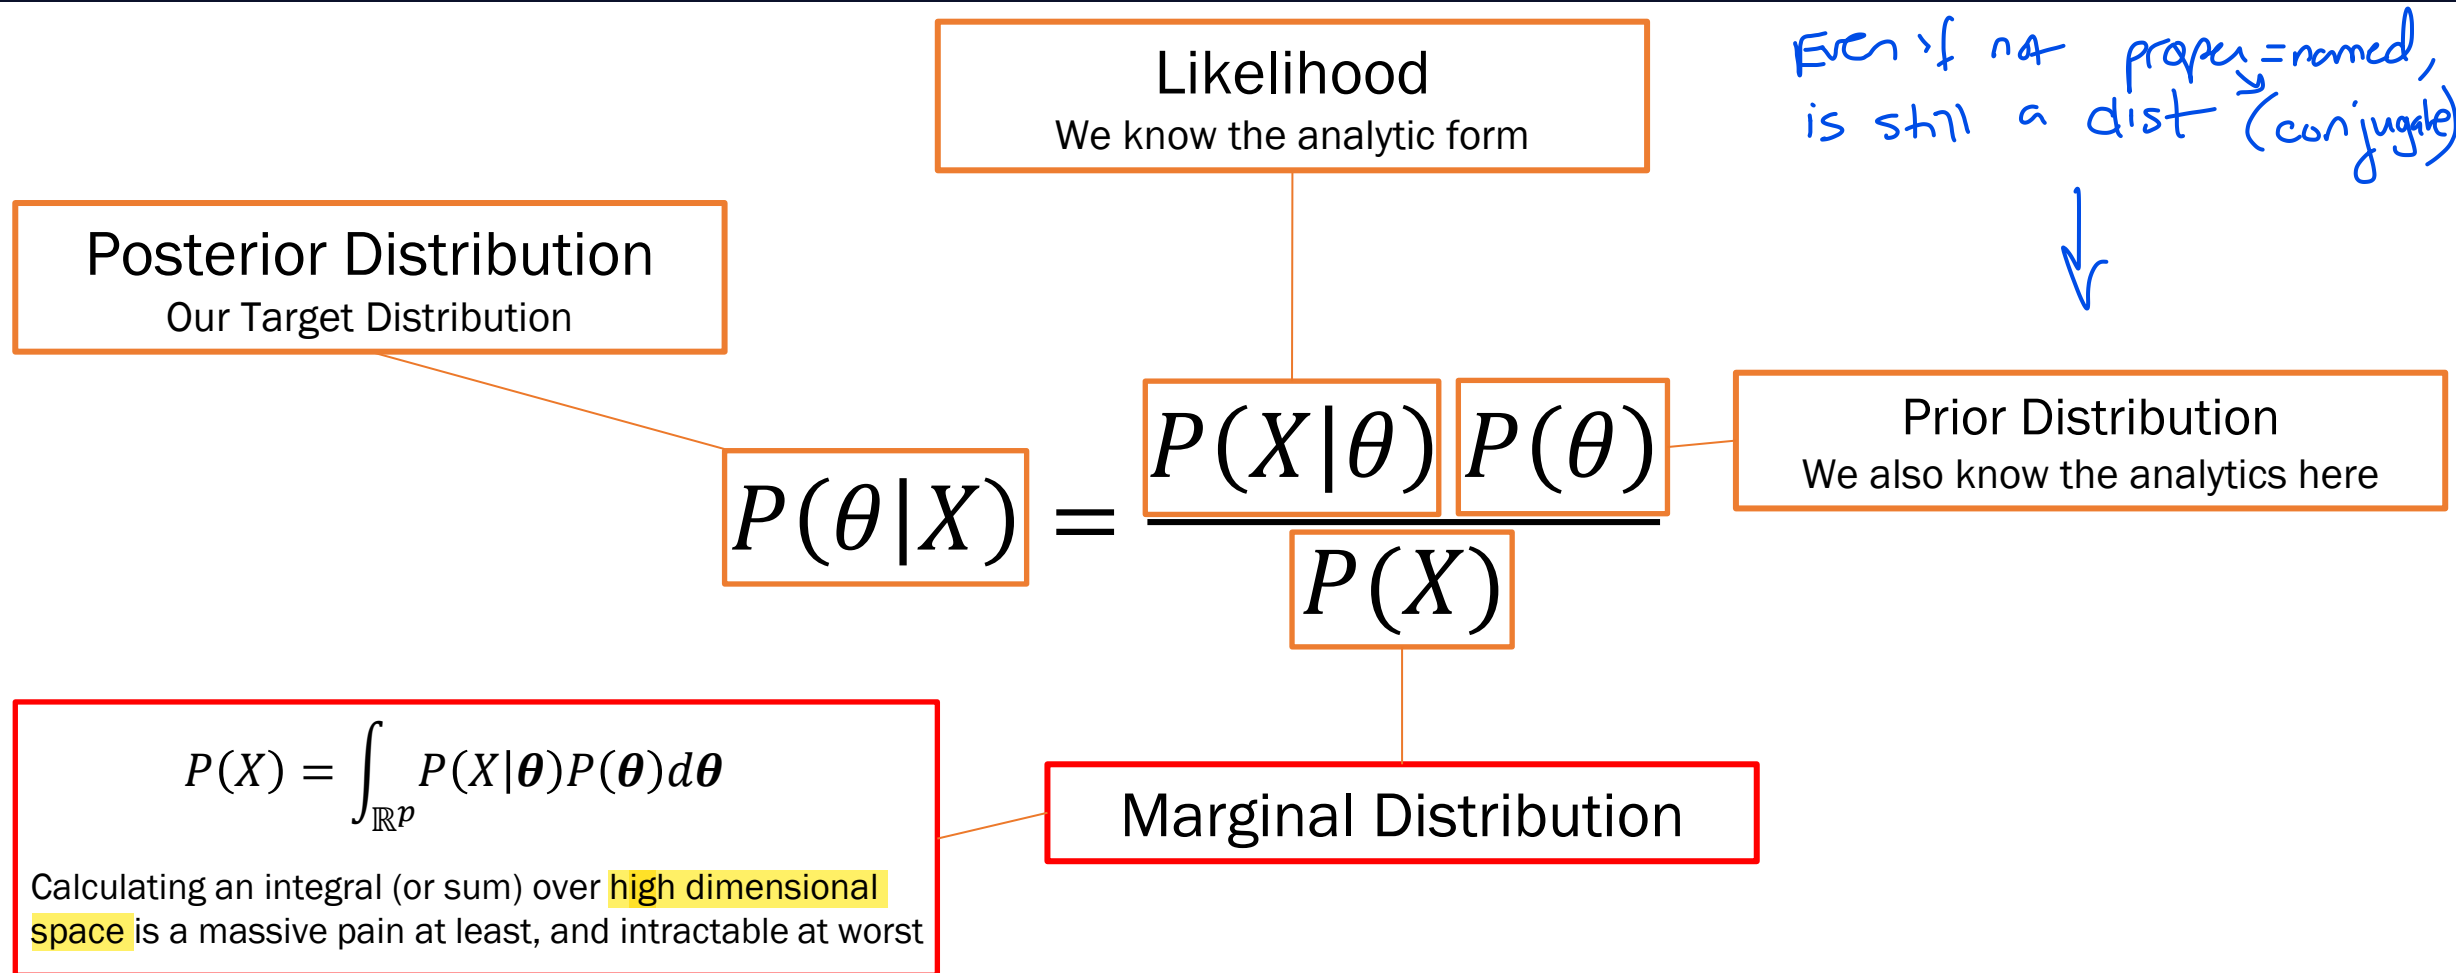 Likelihood
We know the analytic form
Even if not proper=named,
is still a dist (conjugate)
Posterior Distribution
Our Target Distribution
P(θ|X) = P(X|θ) P(θ)
P(X)
Prior Distribution
We also know the analytics here
P(X) = ∫_{ℝ^p} P(X|𝜽)P(𝜽)d𝜽
Calculating an integral (or sum) over high dimensional
space is a massive pain at least, and intractable at worst
Marginal Distribution